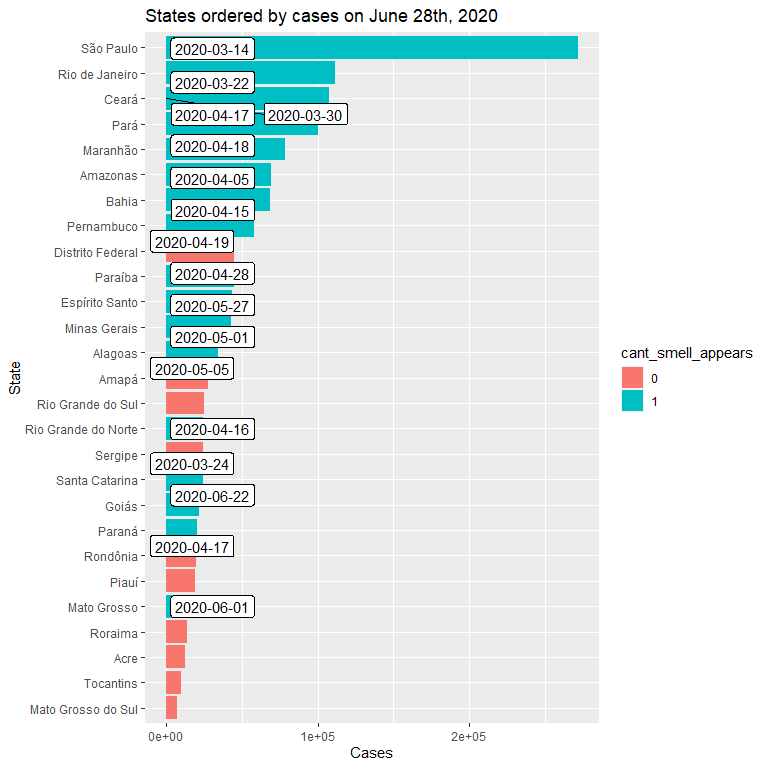 States ordered by cases on June 28th, 2020
State
São Paulo
2020-03-14
Rio de Janeiro
2020-03-22
Ceará
2020-04-17
2020-03-30
Pará
2020-04-18
Maranhão
Amazonas
2020-04-05
Bahia
2020-04-15
Pernambuco
2020-04-19
Distrito Federal
Paraíba
2020-04-28
Espírito Santo
2020-05-27
Minas Gerais
2020-05-01
Alagoas
2020-05-05
Amapá
Rio Grande do Sul
Rio Grande do Norte
2020-04-16
Sergipe
2020-03-24
Santa Catarina
2020-06-22
Goiás
Paraná
2020-04-17
Rondônia
Piauí
Mato Grosso
2020-06-01
Roraima
Acre
Tocantins
Mato Grosso do Sul
0e+00
1e+05
2e+05
Cases
cant_smell_appears
0
1